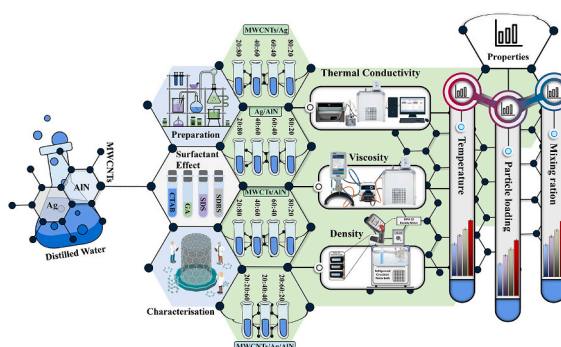 MWCNTs
AlN
Ag
Distilled Water
Preparation
Surfactant
Effect
CTAB
GA
SDS
SDBS
Characterisation
MWCNTs/Ag
20:80
40:60
60:40
80:20
Ag/AlN
20:80
40:60
60:40
80:20
MWCTs/AlN
20:80
40:60
60:40
80:20
20:20:60
20:40:40
20:60:20
MWCNTs/Ag/AlN
Thermal Conductivity
Viscosity
Density
Properties
Temperature
Particle loading
Mixing ration